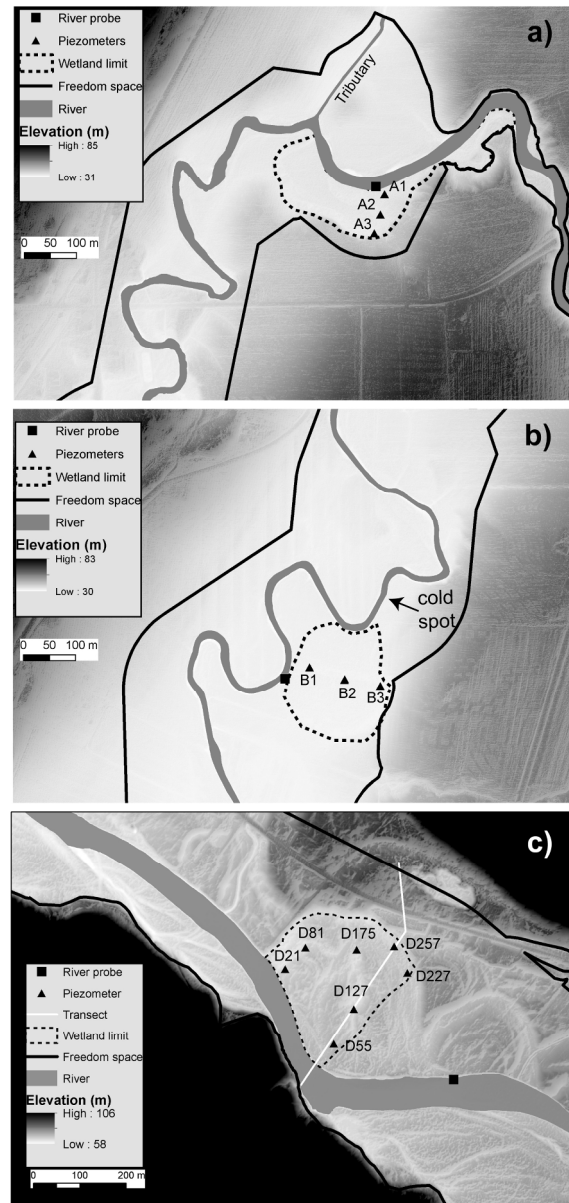 a)
River probe
Piezometers
Wetland limit
Freedom space
River
Elevation (m)
High : 85
Low : 31
0 50 100 m
Tributary
A1
A2
A3
b)
River probe
Piezometers
Wetland limit
Freedom space
River
Elevation (m)
High : 83
Low : 30
0 50 100 m
cold
spot
B1
B2
B3
c)
D81
D175
D257
D21
D227
D127
D55
River probe
Piezometer
Transect
Wetland limit
Freedom space
River
Elevation (m)
High : 106
Low : 58
0 100 200 m